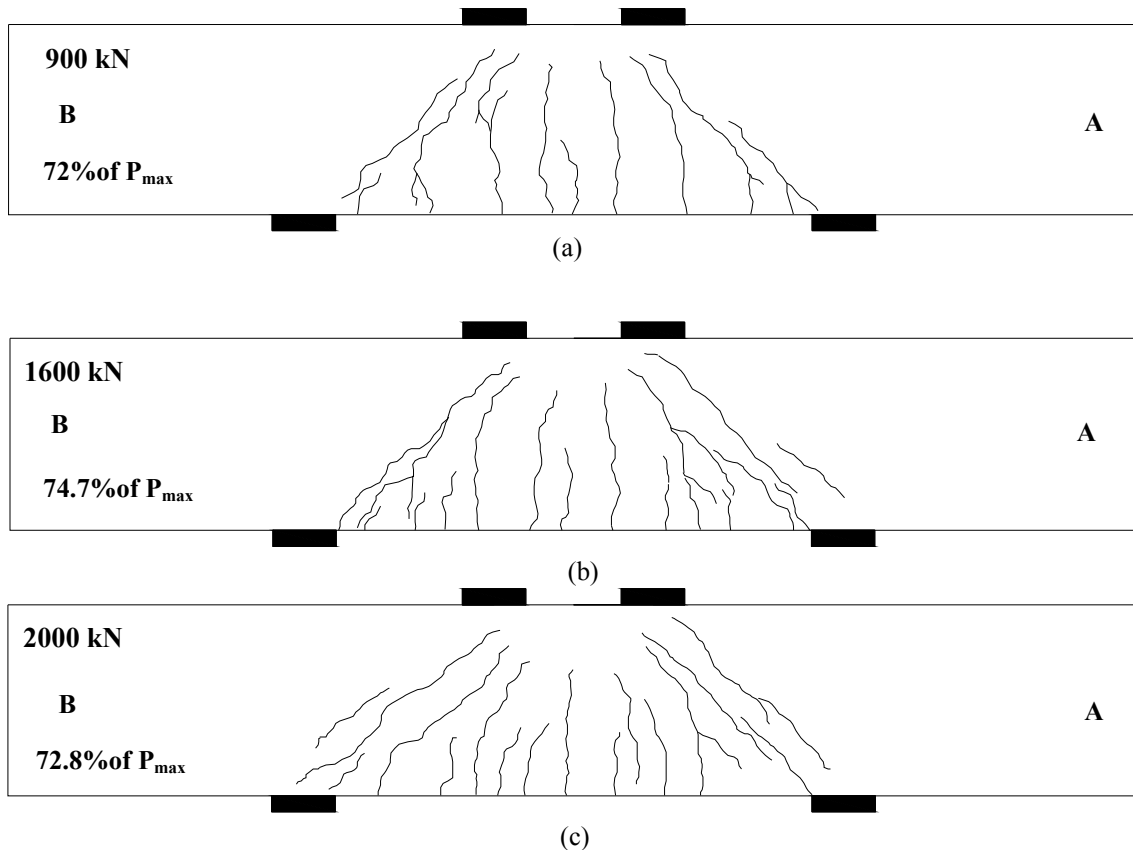 900 kN
B
A
72%of Pmax
(a)
1600 kN
B
A
74.7%of Pmax
(b)
2000 kN
B
A
72.8%of Pmax
(c)